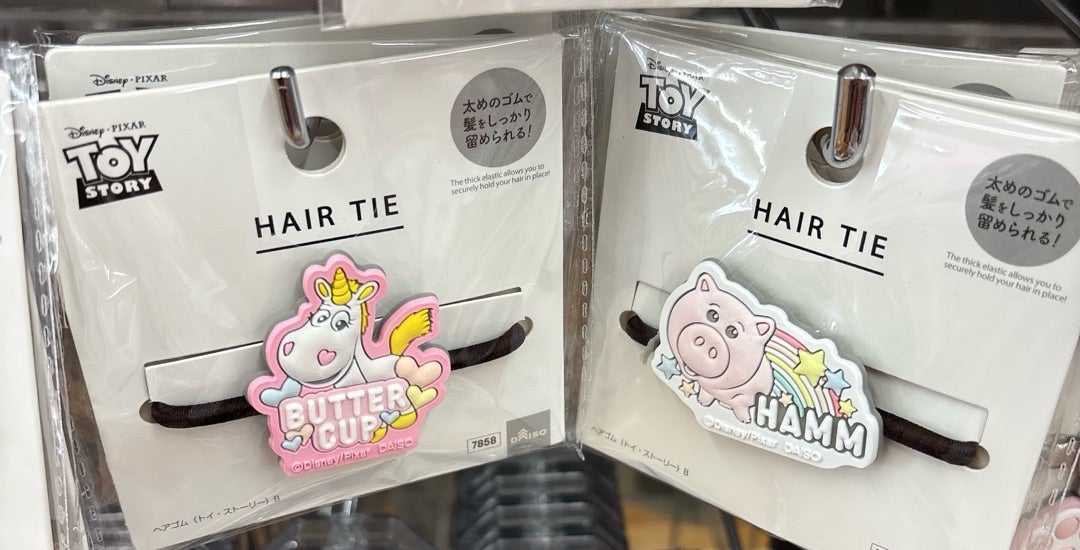 Disney·PIXAR
Disney·PIXAR
TOY
STORY
太めのゴムで
髪をしっかり
留められる!
The thick elastic allows you to
securely hold your hair in place!
HAIR TIE
BUTTER
CUP
©Disney/Pixar DAISO
7858
DAISO
ヘアゴム(トイ・ストーリー)B
TOY
STORY
太めのゴムで
髪をしっかり
留められる!
The thick elastic allows you to
securely hold your hair in place!
HAIR TIE
HAMM
©Disney/Pixar DAISO
ヘアゴム(トイ・ストーリー)B